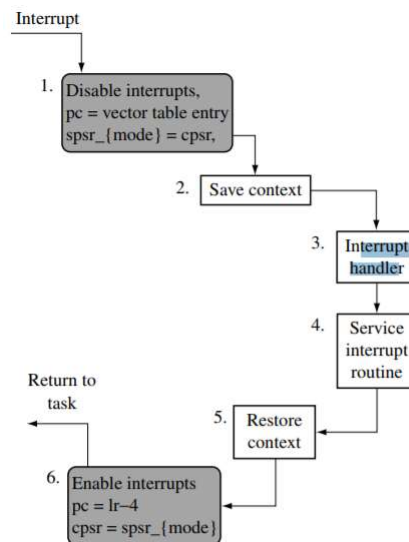 Interrupt
1.
Disable interrupts,
pc = vector table entry
spsr_{mode} = cpsr,
2.
Save context
3.
Interrupt
handler
4.
Service
interrupt
routine
Return to
task
5.
Restore
context
6.
Enable interrupts
pc = lr–4
cpsr = spsr_{mode}